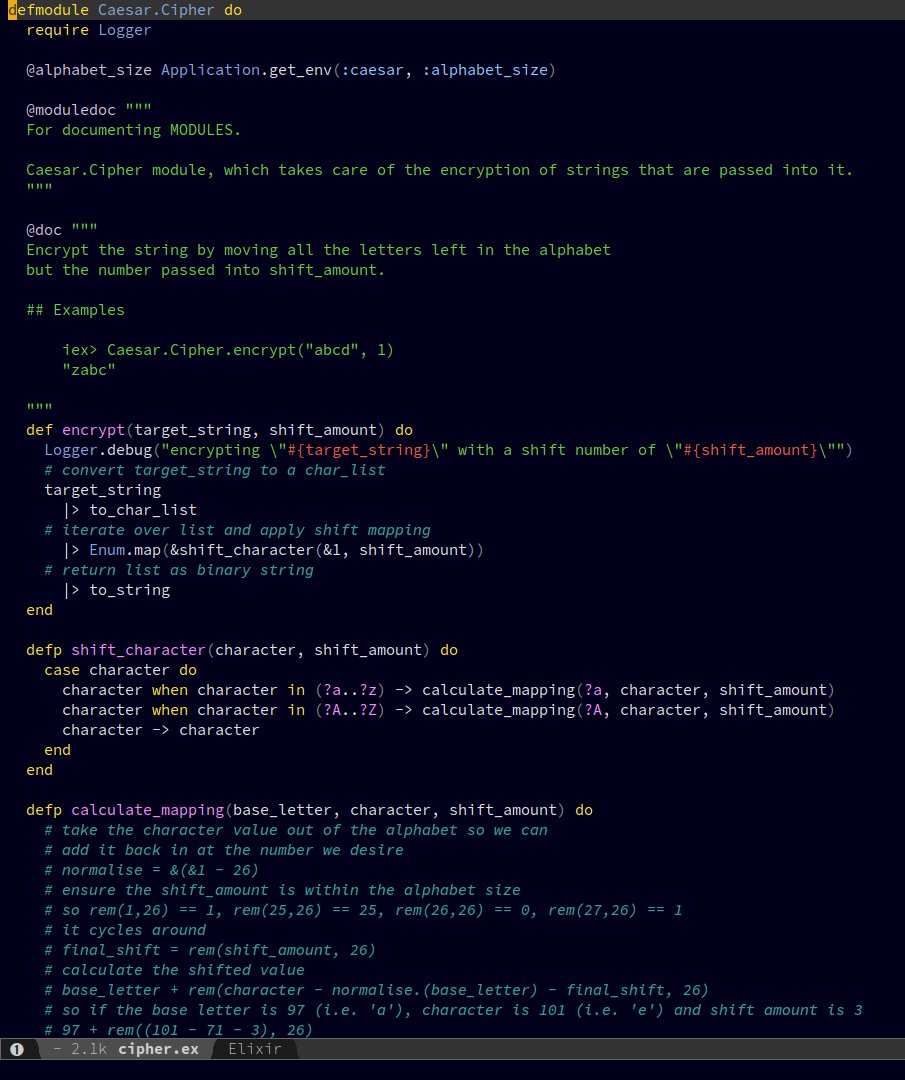 defmodule Caesar.Cipher do
  require Logger

  @alphabet_size Application.get_env(:caesar, :alphabet_size)

  @moduledoc """
  For documenting MODULES.

  Caesar.Cipher module, which takes care of the encryption of strings that are passed into it.
  """

  @doc """
  Encrypt the string by moving all the letters left in the alphabet
  but the number passed into shift_amount.

  ## Examples

      iex> Caesar.Cipher.encrypt("abcd", 1)
      "zabc"

  """
  def encrypt(target_string, shift_amount) do
    Logger.debug("encrypting \"#{target_string}\" with a shift number of \"#{shift_amount}\"")
    # convert target_string to a char_list
    target_string
      |> to_char_list
    # iterate over list and apply shift mapping
      |> Enum.map(&shift_character(&1, shift_amount))
    # return list as binary string
      |> to_string
  end

  defp shift_character(character, shift_amount) do
    case character do
      character when character in (?a..?z) -> calculate_mapping(?a, character, shift_amount)
      character when character in (?A..?Z) -> calculate_mapping(?A, character, shift_amount)
      character -> character
    end
  end

  defp calculate_mapping(base_letter, character, shift_amount) do
    # take the character value out of the alphabet so we can
    # add it back in at the number we desire
    # normalise = &(&1 - 26)
    # ensure the shift_amount is within the alphabet size
    # so rem(1,26) == 1, rem(25,26) == 25, rem(26,26) == 0, rem(27,26) == 1
    # it cycles around
    # final_shift = rem(shift_amount, 26)
    # calculate the shifted value
    # base_letter + rem(character - normalise.(base_letter) - final_shift, 26)
    # so if the base letter is 97 (i.e. 'a'), character is 101 (i.e. 'e') and shift amount is 3
    # 97 + rem((101 - 71 - 3), 26)
❶ - 2.1k cipher.ex Elixir